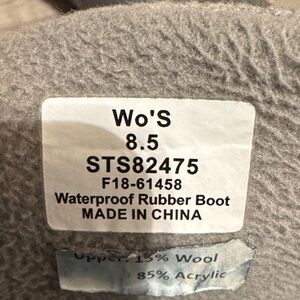 Wo'S
8.5
STS82475
F18-61458
Waterproof Rubber Boot
MADE IN CHINA
Upper: 15% Wool
85% Acrylic